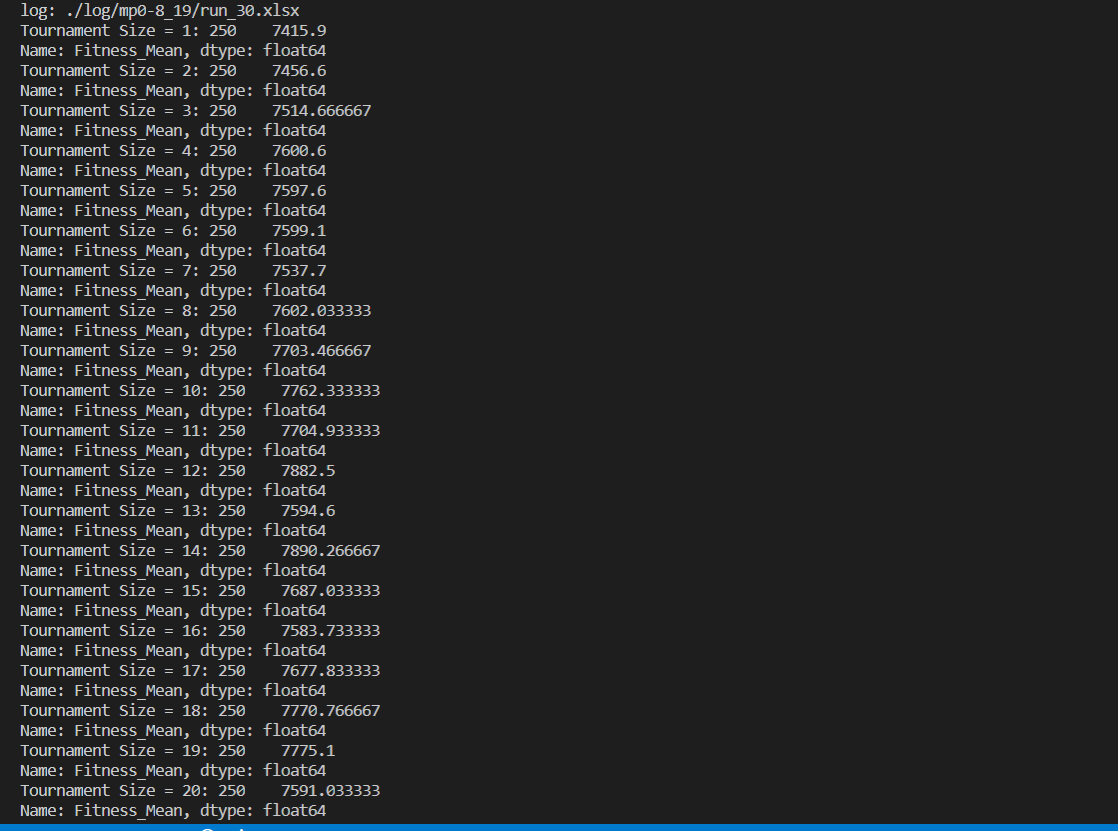 log: ./log/mp0-8_19/run_30.xlsx
Tournament Size = 1: 250    7415.9
Name: Fitness_Mean, dtype: float64
Tournament Size = 2: 250    7456.6
Name: Fitness_Mean, dtype: float64
Tournament Size = 3: 250    7514.666667
Name: Fitness_Mean, dtype: float64
Tournament Size = 4: 250    7600.6
Name: Fitness_Mean, dtype: float64
Tournament Size = 5: 250    7597.6
Name: Fitness_Mean, dtype: float64
Tournament Size = 6: 250    7599.1
Name: Fitness_Mean, dtype: float64
Tournament Size = 7: 250    7537.7
Name: Fitness_Mean, dtype: float64
Tournament Size = 8: 250    7602.033333
Name: Fitness_Mean, dtype: float64
Tournament Size = 9: 250    7703.466667
Name: Fitness_Mean, dtype: float64
Tournament Size = 10: 250    7762.333333
Name: Fitness_Mean, dtype: float64
Tournament Size = 11: 250    7704.933333
Name: Fitness_Mean, dtype: float64
Tournament Size = 12: 250    7882.5
Name: Fitness_Mean, dtype: float64
Tournament Size = 13: 250    7594.6
Name: Fitness_Mean, dtype: float64
Tournament Size = 14: 250    7890.266667
Name: Fitness_Mean, dtype: float64
Tournament Size = 15: 250    7687.033333
Name: Fitness_Mean, dtype: float64
Tournament Size = 16: 250    7583.733333
Name: Fitness_Mean, dtype: float64
Tournament Size = 17: 250    7677.833333
Name: Fitness_Mean, dtype: float64
Tournament Size = 18: 250    7770.766667
Name: Fitness_Mean, dtype: float64
Tournament Size = 19: 250    7775.1
Name: Fitness_Mean, dtype: float64
Tournament Size = 20: 250    7591.033333
Name: Fitness_Mean, dtype: float64